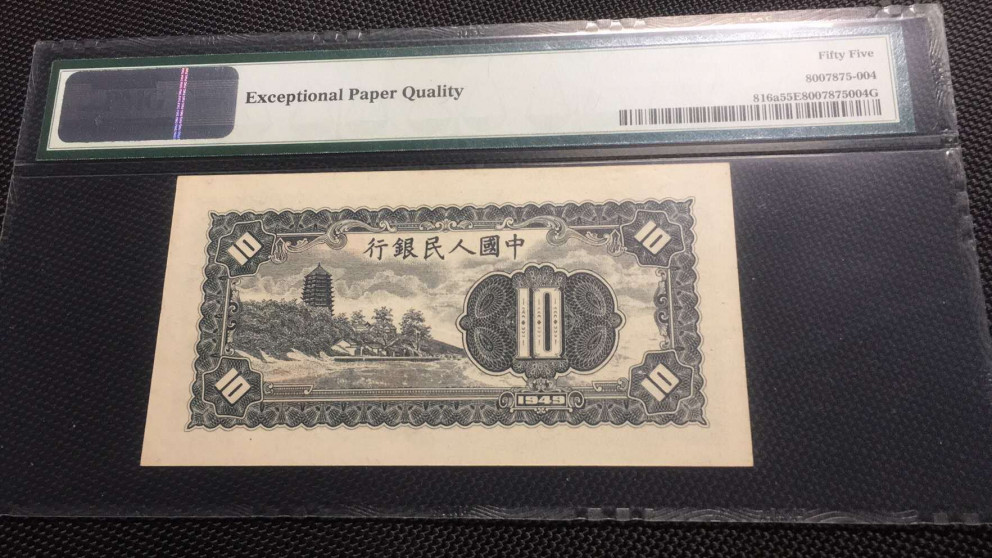 Exceptional Paper Quality
Fifty Five
8007875-004
816a55E8007875004G
行銀民人國中
10
10
10
10
10
1949